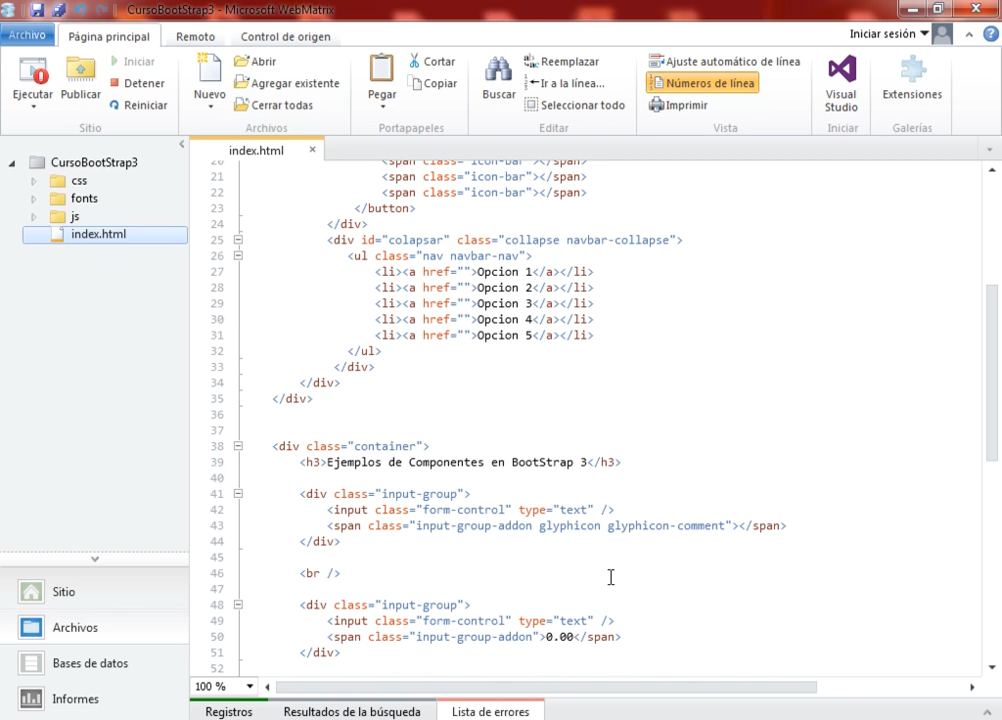 CursoBootStrap3 - Microsoft WebMatrix
Archivo
Página principal
Remoto
Control de origen
Iniciar sesión
Ejecutar
Publicar
Iniciar
Detener
Reiniciar
Sitio
Nuevo
Abrir
Agregar existente
Cerrar todas
Archivos
Pegar
Cortar
Copiar
Portapapeles
Buscar
Reemplazar
Ir a la línea...
Seleccionar todo
Editar
Ajuste automático de línea
Números de línea
Imprimir
Vista
Visual Studio
Iniciar
Extensiones
Galerías
CursoBootStrap3
css
fonts
js
index.html
Sitio
Archivos
Bases de datos
Informes
index.html
20 <span class="icon-bar"></span>
21 <span class="icon-bar"></span>
22 <span class="icon-bar"></span>
23 </button>
24 </div>
25 <div id="colapsar" class="collapse navbar-collapse">
26 <ul class="nav navbar-nav">
27 <li><a href="">Opcion 1</a></li>
28 <li><a href="">Opcion 2</a></li>
29 <li><a href="">Opcion 3</a></li>
30 <li><a href="">Opcion 4</a></li>
31 <li><a href="">Opcion 5</a></li>
32 </ul>
33 </div>
34 </div>
35 </div>
36
37
38 <div class="container">
39 <h3>Ejemplos de Componentes en BootStrap 3</h3>
40
41 <div class="input-group">
42 <input class="form-control" type="text" />
43 <span class="input-group-addon glyphicon glyphicon-comment"></span>
44 </div>
45
46 <br />
47
48 <div class="input-group">
49 <input class="form-control" type="text" />
50 <span class="input-group-addon">0.00</span>
51 </div>
52
100 %
Registros
Resultados de la búsqueda
Lista de errores